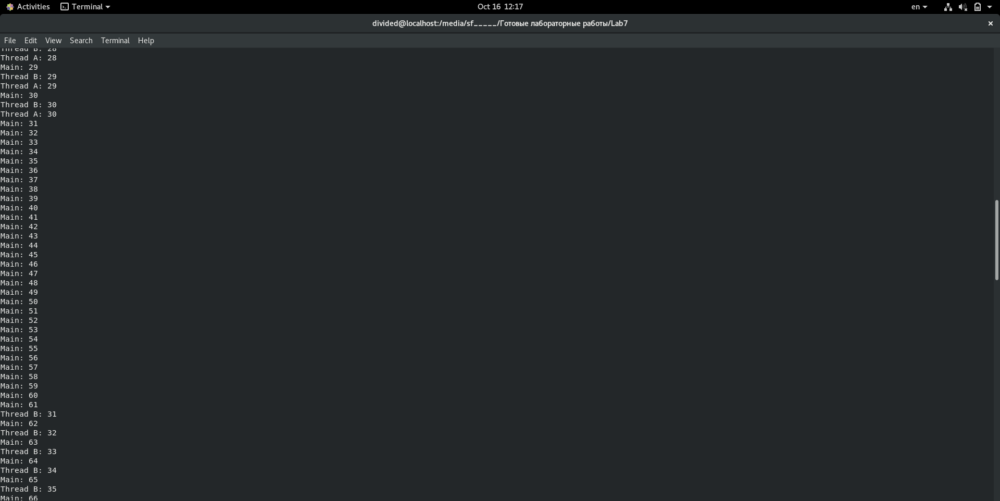 Activities Terminal Oct 16 12:17 en
divided@localhost:/media/sf_____/Готовые лабораторные работы/Lab7
File Edit View Search Terminal Help
Thread B: 28
Thread A: 28
Main: 29
Thread B: 29
Thread A: 29
Main: 30
Thread B: 30
Thread A: 30
Main: 31
Main: 32
Main: 33
Main: 34
Main: 35
Main: 36
Main: 37
Main: 38
Main: 39
Main: 40
Main: 41
Main: 42
Main: 43
Main: 44
Main: 45
Main: 46
Main: 47
Main: 48
Main: 49
Main: 50
Main: 51
Main: 52
Main: 53
Main: 54
Main: 55
Main: 56
Main: 57
Main: 58
Main: 59
Main: 60
Main: 61
Thread B: 31
Main: 62
Thread B: 32
Main: 63
Thread B: 33
Main: 64
Thread B: 34
Main: 65
Thread B: 35
Main: 66